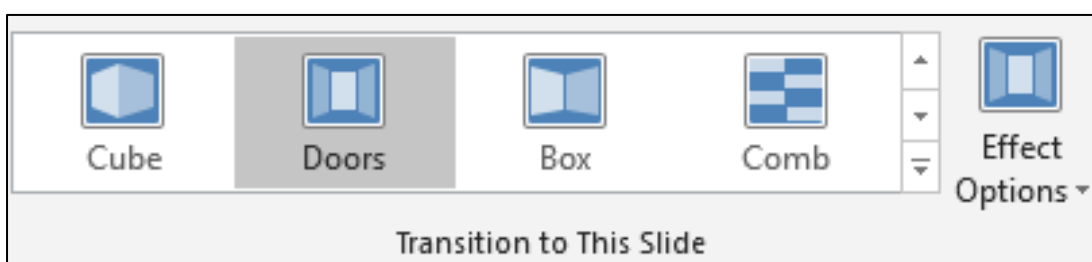 Cube
Doors
Box
Comb
Effect
Options
Transition to This Slide